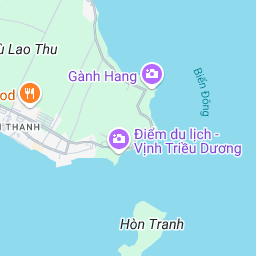 ù Lao Thu
Gành Hang
Biển Đông
od
H THANH
Điểm du lịch -
Vịnh Triều Dương
Hòn Tranh